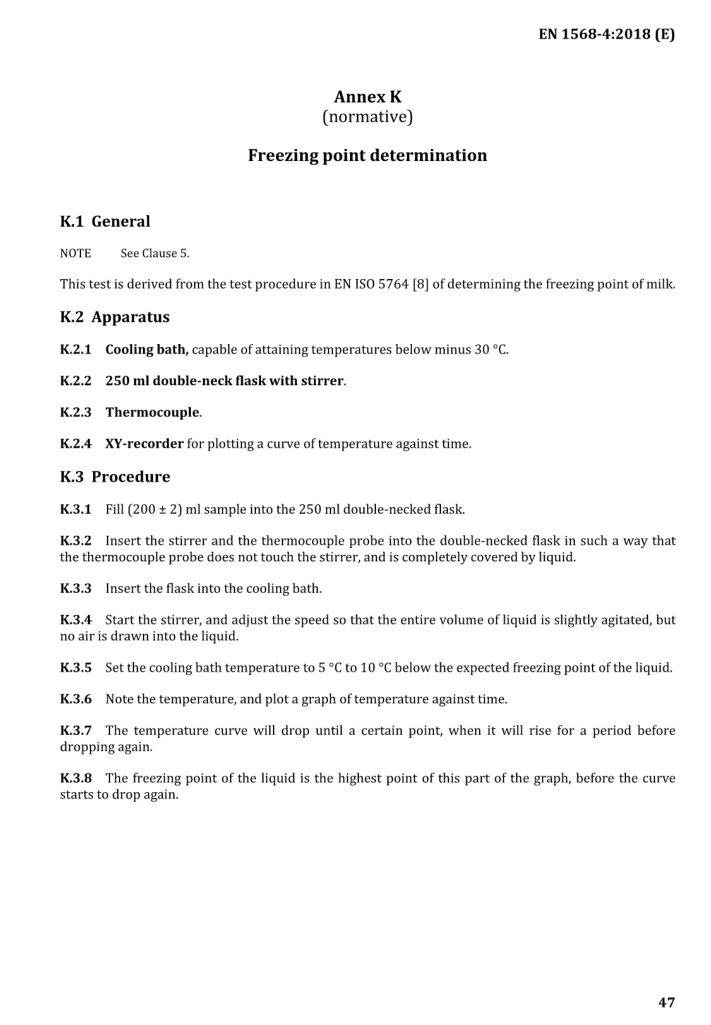 EN 1568-4:2018 (E)
Annex K
(normative)
Freezing point determination
K.1 General
NOTE See Clause 5.
This test is derived from the test procedure in EN ISO 5764 [8] of determining the freezing point of milk.
K.2 Apparatus
K.2.1 Cooling bath, capable of attaining temperatures below minus 30 °C.
K.2.2 250 ml double-neck flask with stirrer.
K.2.3 Thermocouple.
K.2.4 XY-recorder for plotting a curve of temperature against time.
K.3 Procedure
K.3.1 Fill (200 ± 2) ml sample into the 250 ml double-necked flask.
K.3.2 Insert the stirrer and the thermocouple probe into the double-necked flask in such a way that
the thermocouple probe does not touch the stirrer, and is completely covered by liquid.
K.3.3 Insert the flask into the cooling bath.
K.3.4 Start the stirrer, and adjust the speed so that the entire volume of liquid is slightly agitated, but
no air is drawn into the liquid.
K.3.5 Set the cooling bath temperature to 5 °C to 10 °C below the expected freezing point of the liquid.
K.3.6 Note the temperature, and plot a graph of temperature against time.
K.3.7 The temperature curve will drop until a certain point, when it will rise for a period before
dropping again.
K.3.8 The freezing point of the liquid is the highest point of this part of the graph, before the curve
starts to drop again.
47